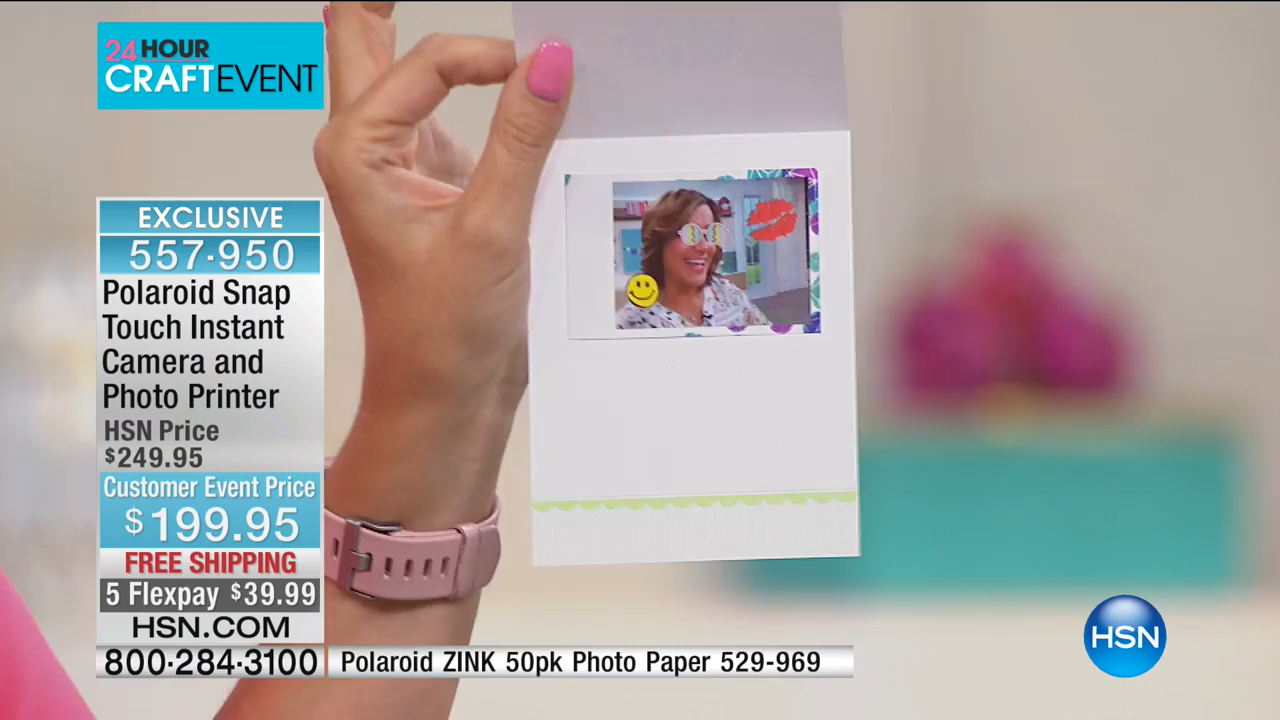 24 HOUR
CRAFTEVENT
EXCLUSIVE
557·950
Polaroid Snap
Touch Instant
Camera and
Photo Printer
HSN Price
$249.95
Customer Event Price
$199.95
FREE SHIPPING
5 Flexpay $39.99
HSN.COM
800·284·3100
Polaroid ZINK 50pk Photo Paper 529-969
HSN